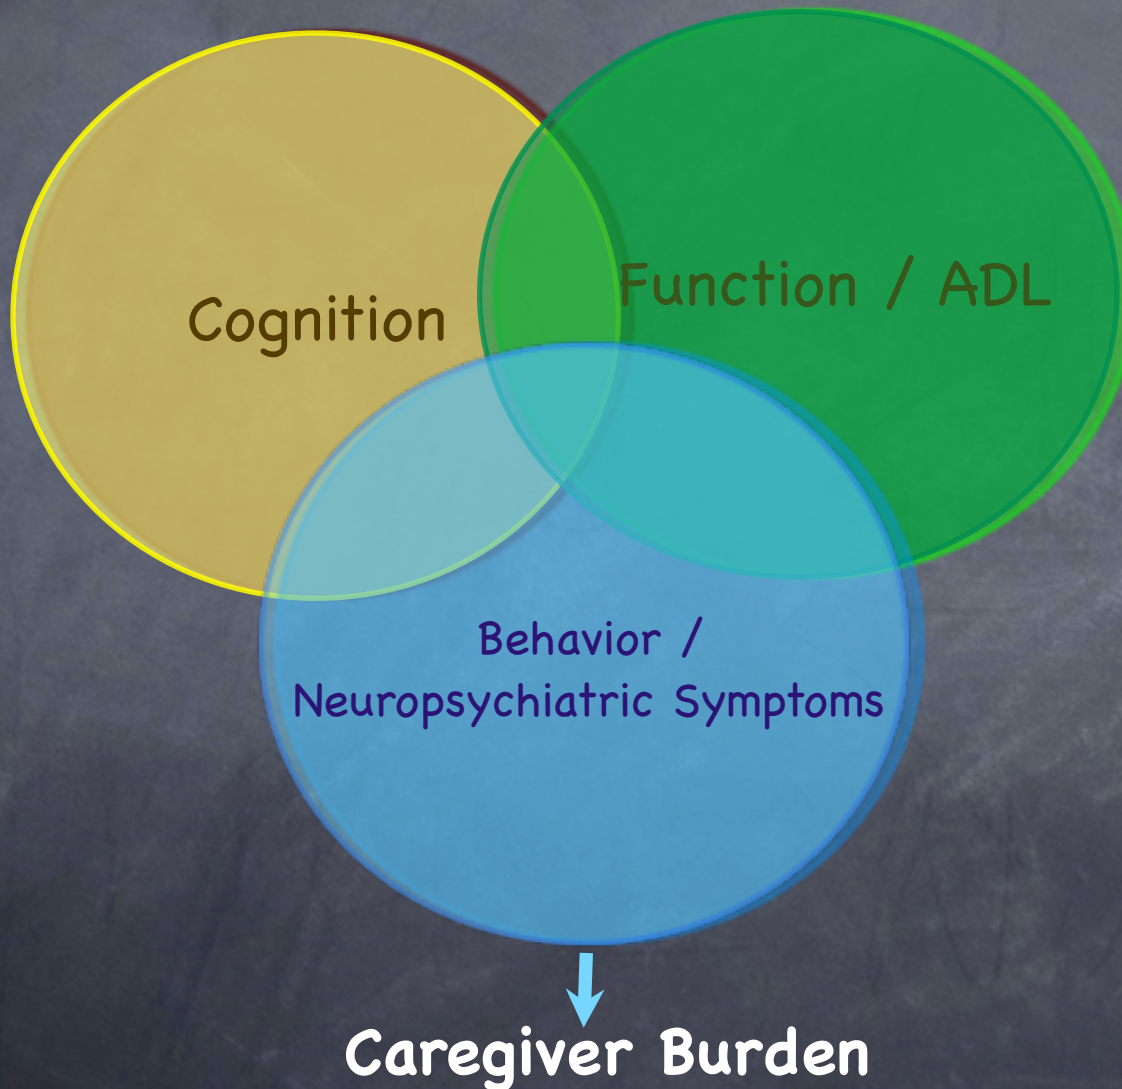 Cognition
Function / ADL
Behavior /
Neuropsychiatric Symptoms
Caregiver Burden